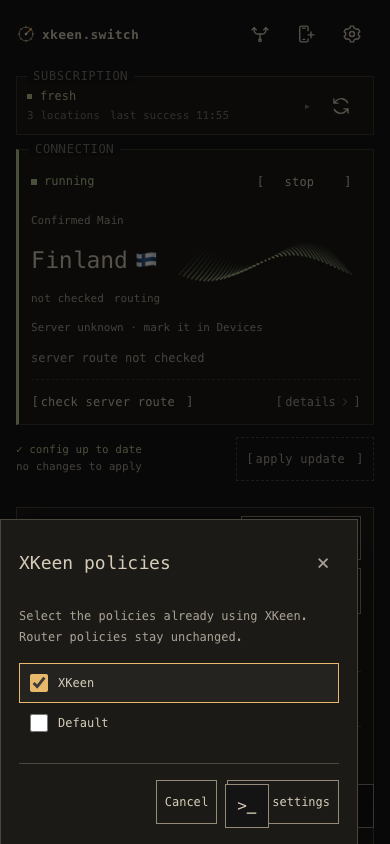 xkeen.switch
SUBSCRIPTION
fresh
3 locations last success 11:55
CONNECTION
running
[ stop ]
Confirmed Main
Finland
not checked routing
Server unknown · mark it in Devices
server route not checked
[check server route ]
[details > ]
✓ config up to date
no changes to apply
[apply update ]
XKeen policies
×
Select the policies already using XKeen.
Router policies stay unchanged.
XKeen
Default
Cancel
>_
settings